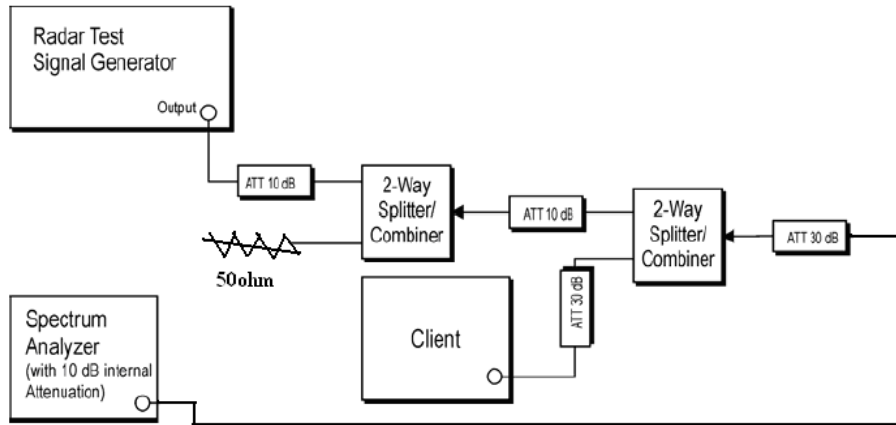 Radar Test
Signal Generator
Output
ATT 10 dB
2-Way
Splitter/
Combiner
ATT 10 dB
2-Way
Splitter/
Combiner
ATT 30 dB
50ohm
ATT 30 dB
Client
Spectrum
Analyzer
(with 10 dB internal
Attenuation)